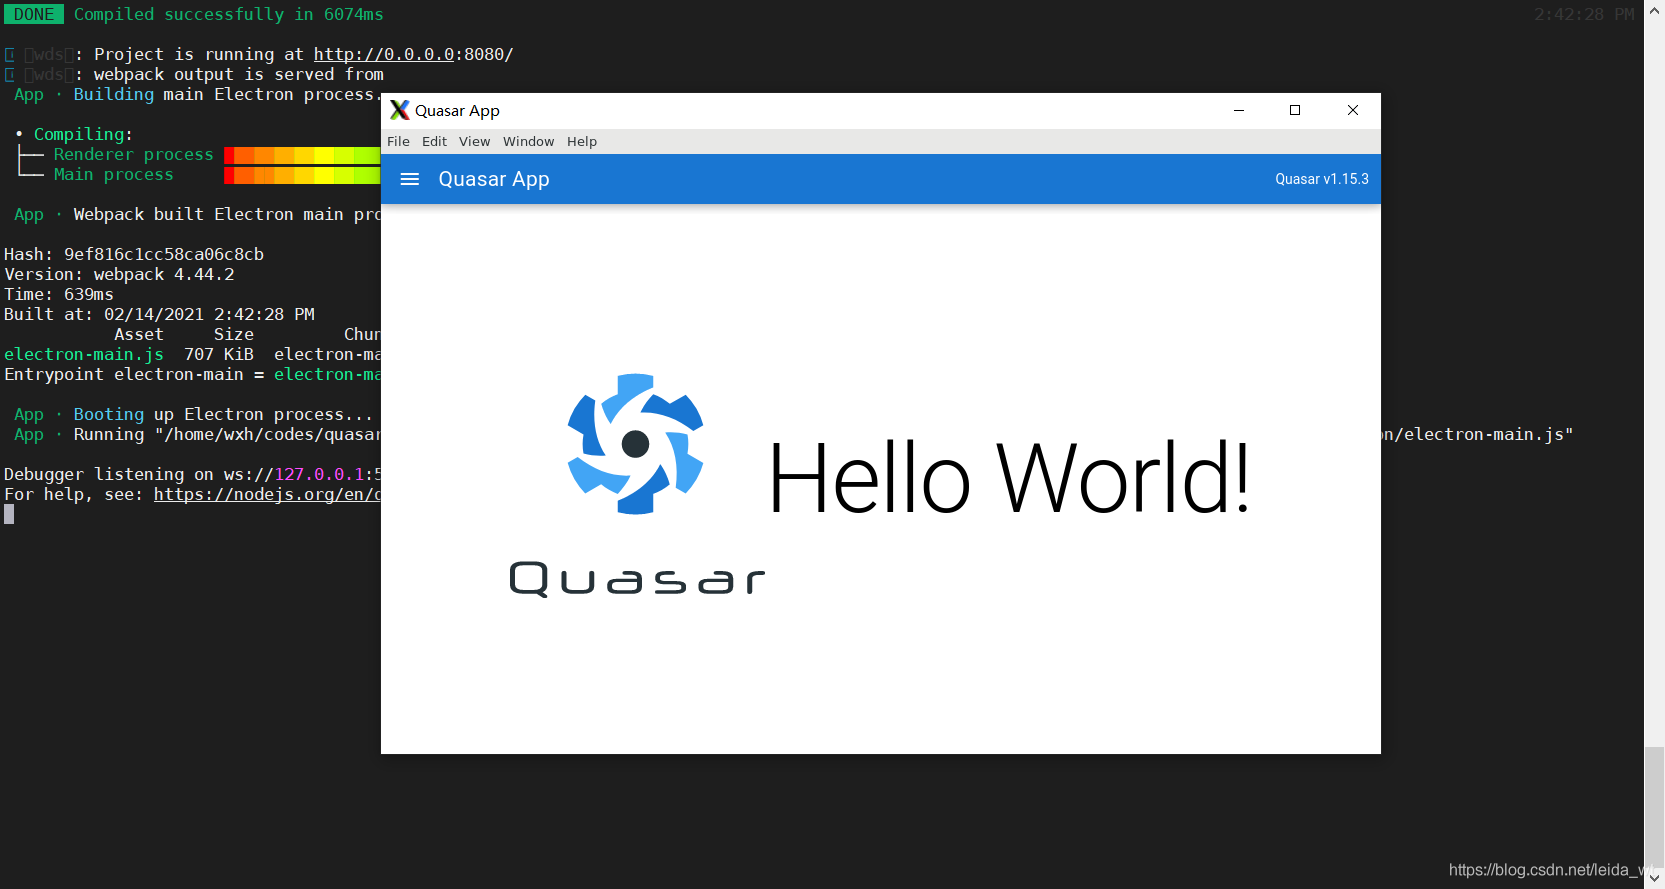 DONE Compiled successfully in 6074ms 2:42:28 PM
wds: Project is running at http://0.0.0.0:8080/
wds: webpack output is served from
App · Building main Electron process.
• Compiling:
Renderer process
Main process
App · Webpack built Electron main pro
Hash: 9ef816c1cc58ca06c8cb
Version: webpack 4.44.2
Time: 639ms
Built at: 02/14/2021 2:42:28 PM
Asset Size Chun
electron-main.js 707 KiB electron-ma
Entrypoint electron-main = electron-ma
App · Booting up Electron process...
App · Running "/home/wxh/codes/quasar
on/electron-main.js"
Debugger listening on ws://127.0.0.1:5
For help, see: https://nodejs.org/en/d
Quasar App
File Edit View Window Help
Quasar App Quasar v1.15.3
Hello World!
Quasar
https://blog.csdn.net/leida_w